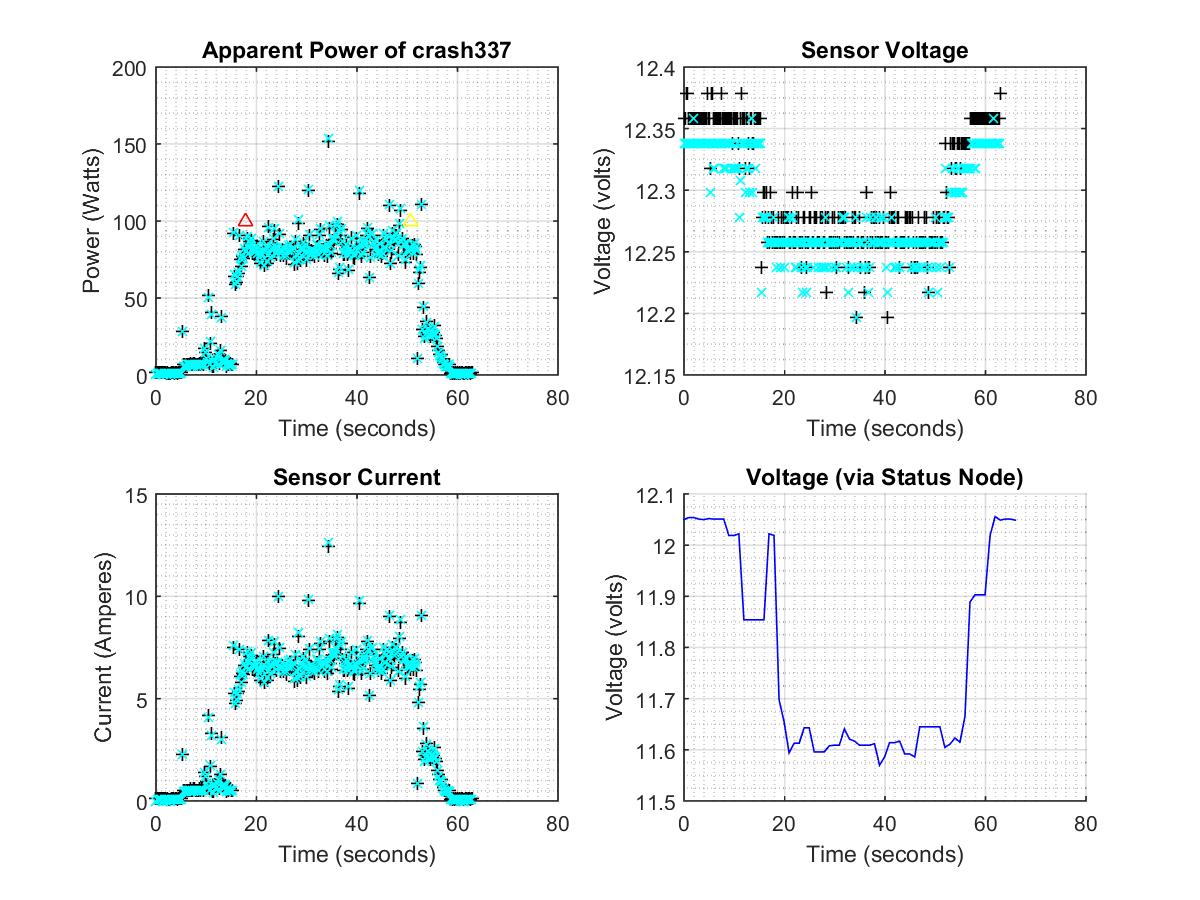 Apparent Power of crash337
200
150
100
50
0
Power (Watts)
0 20 40 60 80
Time (seconds)
Sensor Voltage
12.4
12.35
12.3
12.25
12.2
12.15
Voltage (volts)
0 20 40 60 80
Time (seconds)
Sensor Current
15
10
5
0
Current (Amperes)
0 20 40 60 80
Time (seconds)
Voltage (via Status Node)
12.1
12
11.9
11.8
11.7
11.6
11.5
Voltage (volts)
0 20 40 60 80
Time (seconds)